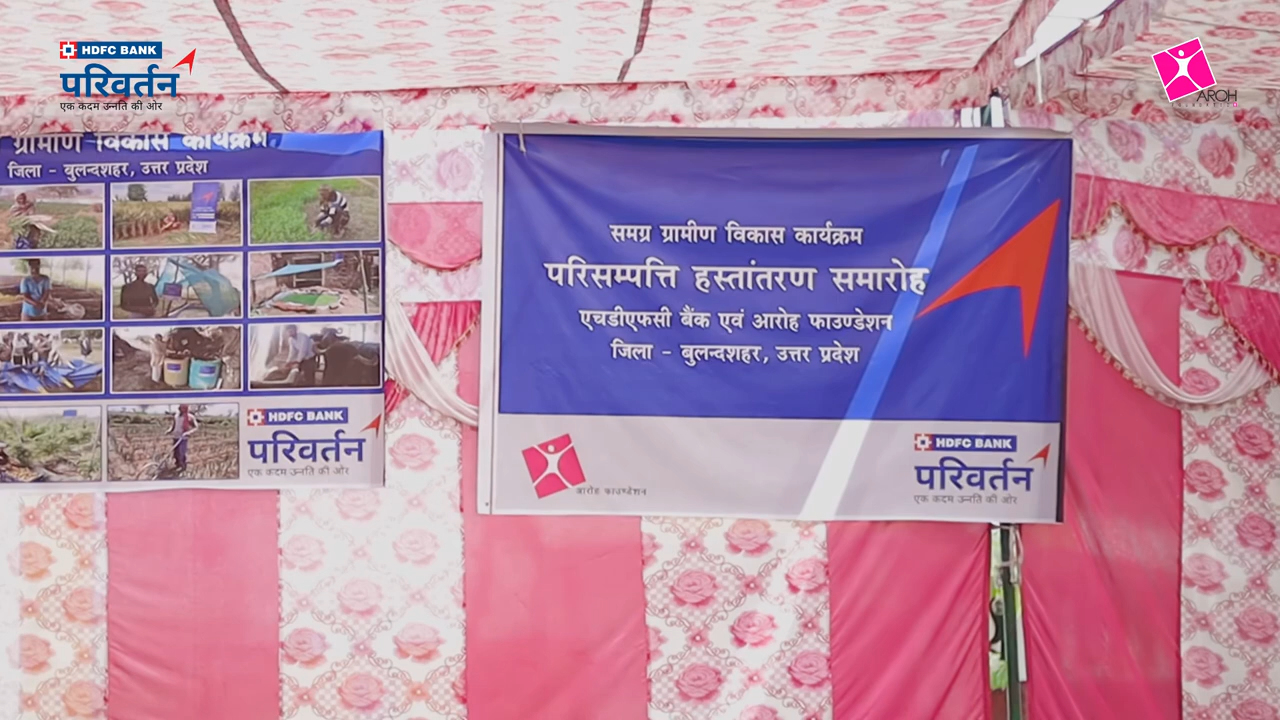 HDFC BANK
परिवर्तन
एक कदम उन्नति की ओर
AROH
ग्रामीण विकास कार्यक्रम
जिला - बुलन्दशहर, उत्तर प्रदेश
HDFC BANK
परिवर्तन
एक कदम उन्नति की ओर
समग्र ग्रामीण विकास कार्यक्रम
परिसम्पत्ति हस्तांतरण समारोह
एचडीएफसी बैंक एवं आरोह फाउण्डेशन
जिला - बुलन्दशहर, उत्तर प्रदेश
आरोह फाउण्डेशन
HDFC BANK
परिवर्तन
एक कदम उन्नति की ओर